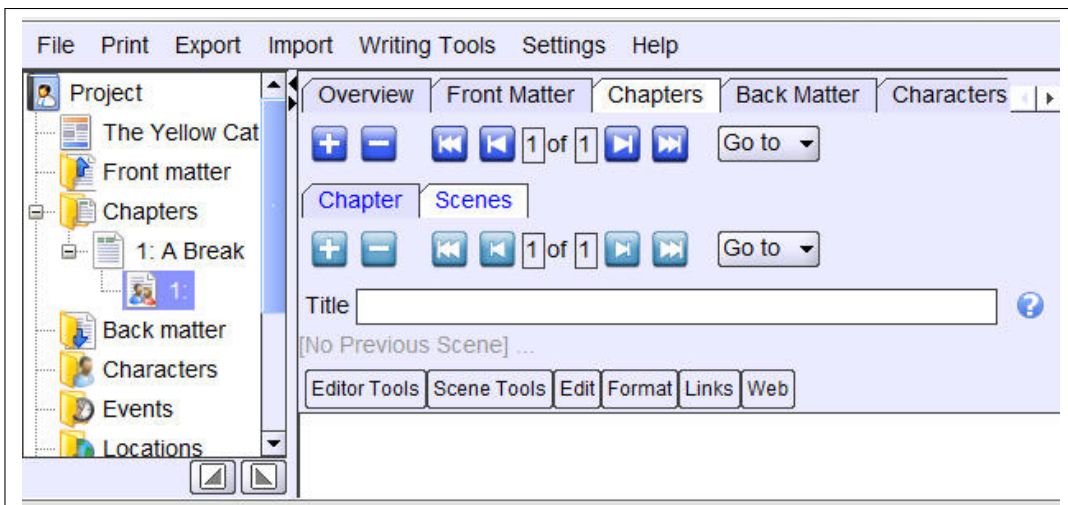 File Print Export Import Writing Tools Settings Help
Project
The Yellow Cat
Front matter
Chapters
1: A Break
1:
Back matter
Characters
Events
Locations
Overview Front Matter Chapters Back Matter Characters
1 of 1 Go to
Chapter Scenes
1 of 1 Go to
Title
[No Previous Scene] ...
Editor Tools Scene Tools Edit Format Links Web